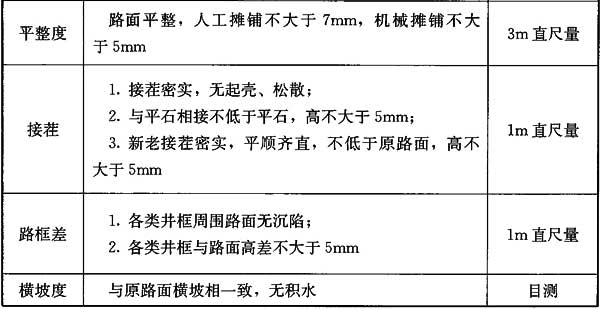 平整度
路面平整，人工摊铺不大于 7mm，机械摊铺不大
于 5mm
3m 直尺量
接茬
1. 接茬密实，无起壳、松散；
2. 与平石相接不低于平石，高不大于 5mm；
3. 新老接茬密实，平顺齐直，不低于原路面，高不
大于 5mm
1m 直尺量
路框差
1. 各类井框周围路面无沉陷；
2. 各类井框与路面高差不大于 5mm
1m 直尺量
横坡度
与原路面横坡相一致，无积水
目测